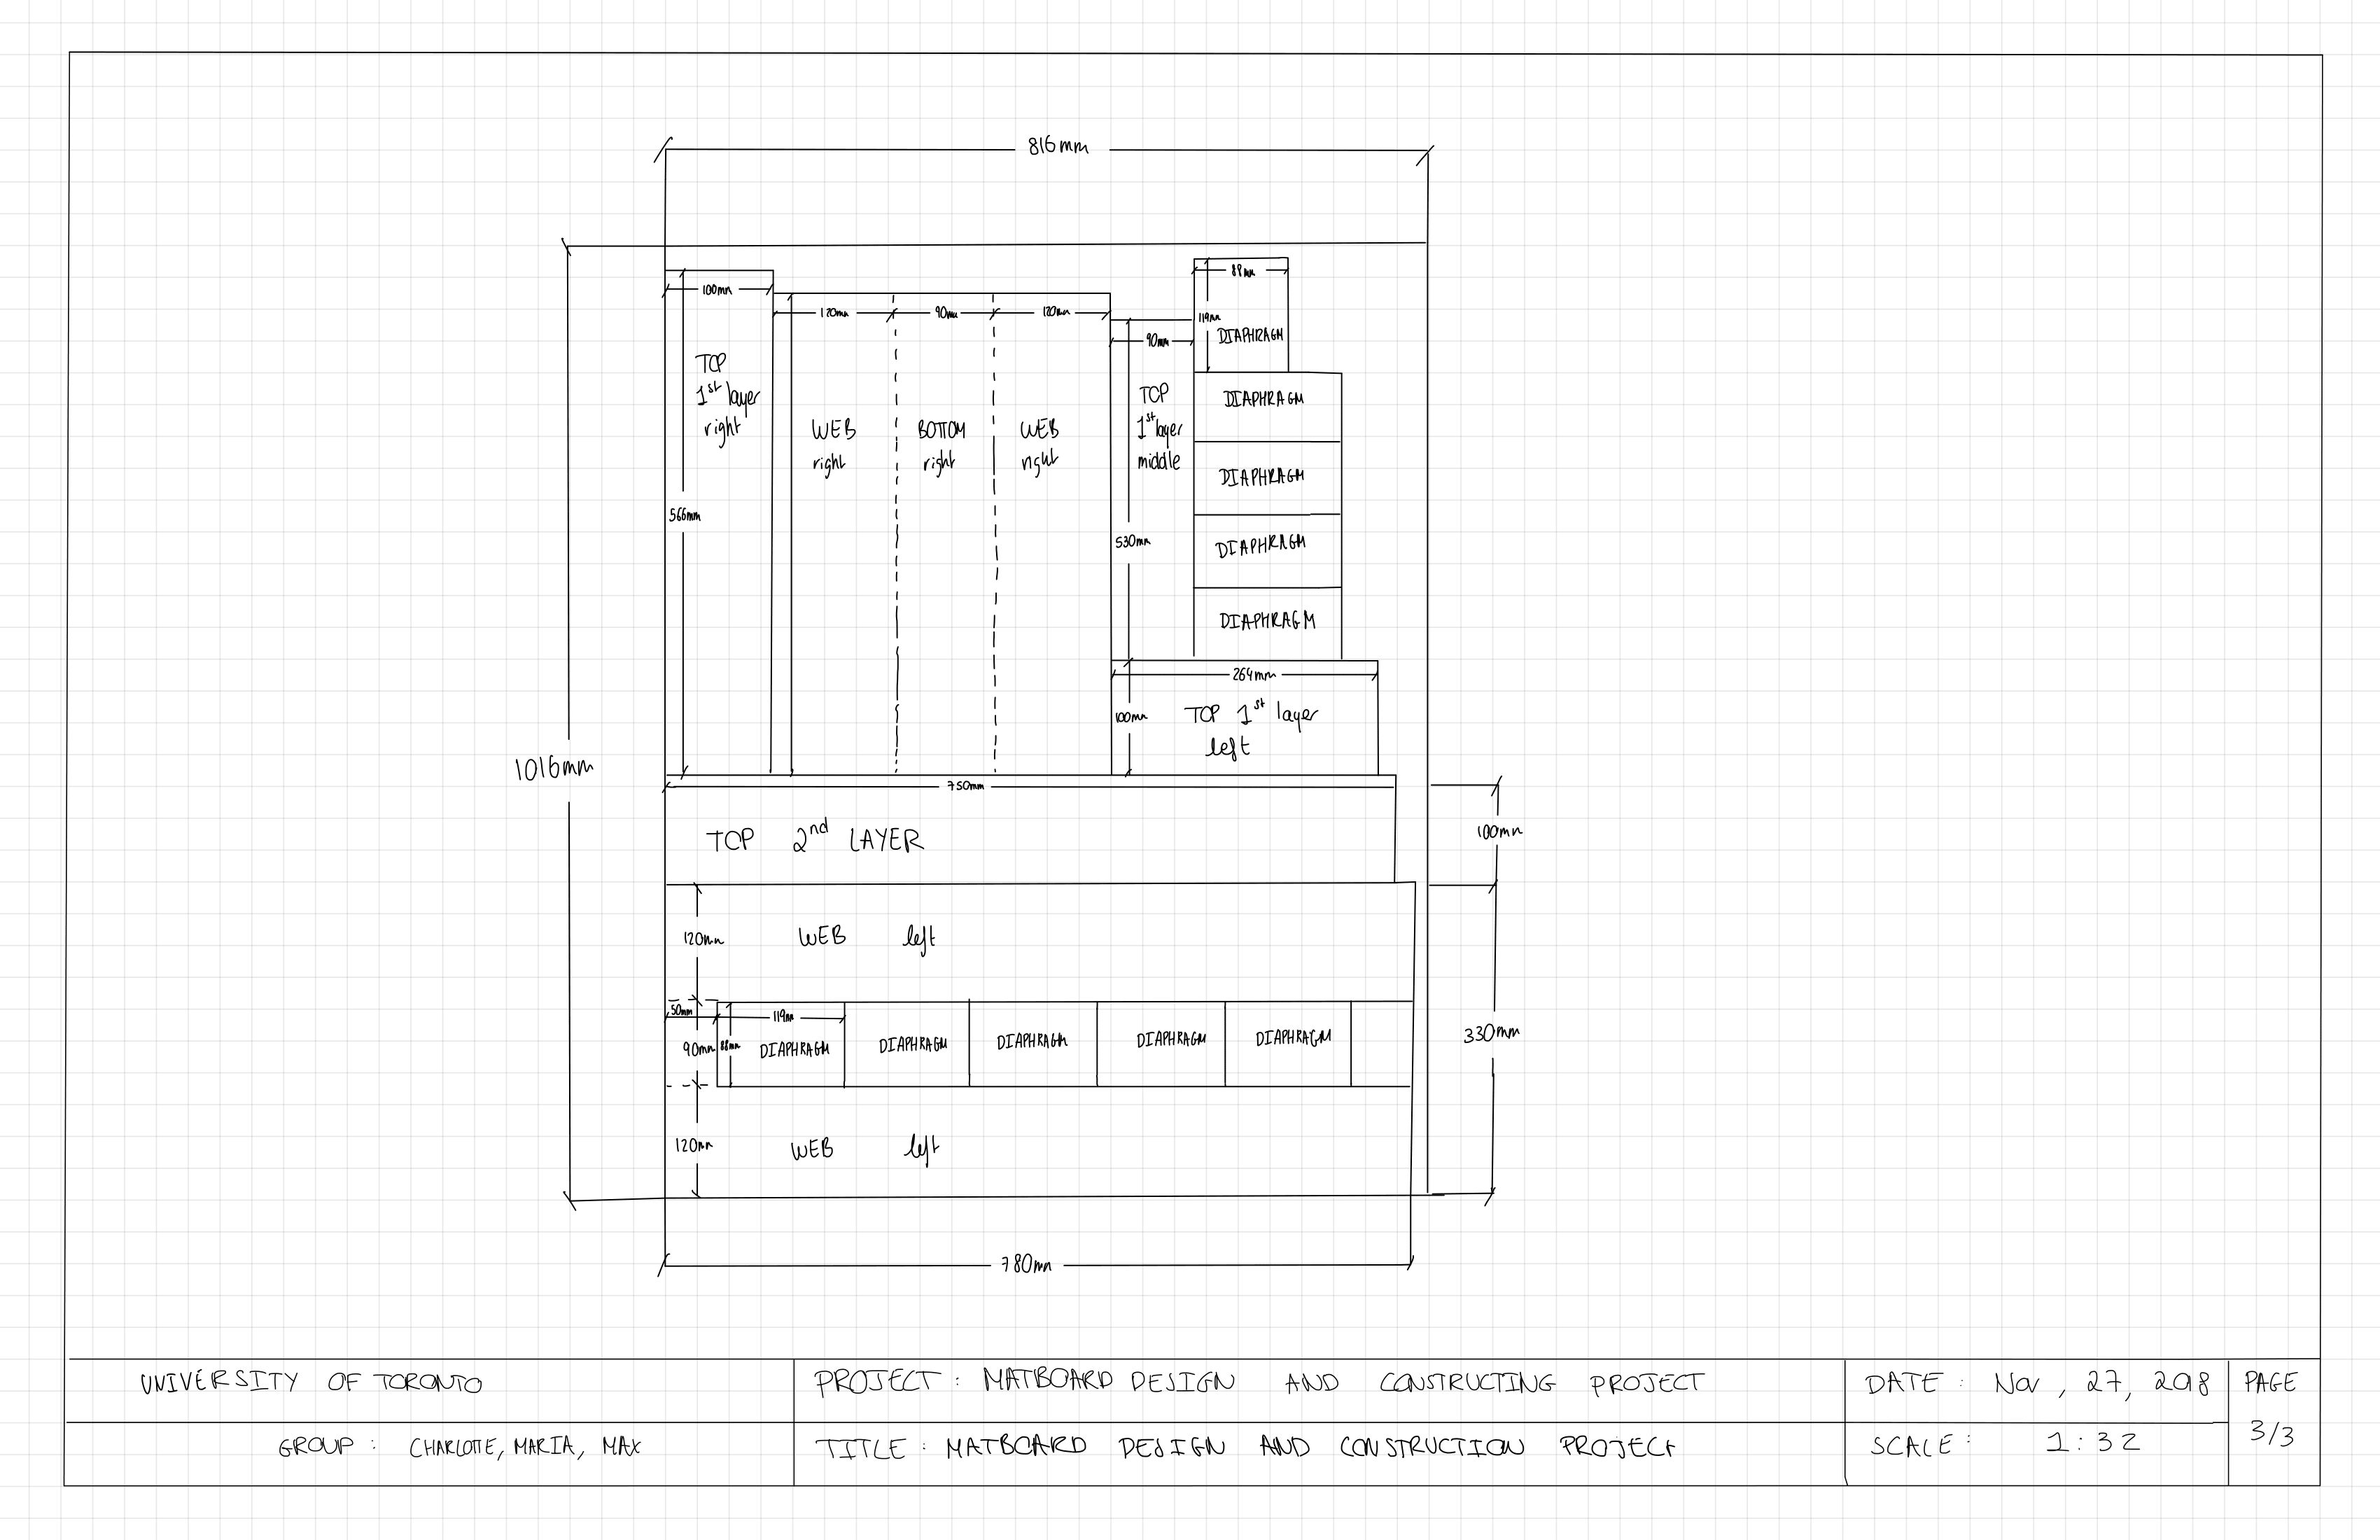 816mm
88mm
100mm
120mm
90mm
120mm
119mm
DIAPHRAGM
90mm
TOP
1st layer
right
TOP
1st layer
middle
DIAPHRAGM
WEB
right
BOTTOM
right
WEB
right
DIAPHRAGM
566mm
530mm
DIAPHRAGM
DIAPHRAGM
264mm
100mm
TOP 1st layer
left
1016mm
750mm
TOP 2nd LAYER
100mm
120mm
WEB left
50mm
119mm
90mm
88mm
DIAPHRAGM
DIAPHRAGM
DIAPHRAGM
DIAPHRAGM
DIAPHRAGM
330mm
120mm
WEB left
780mm
UNIVERSITY OF TORONTO
GROUP : CHARLOTTE, MARIA, MAX
PROJECT : MATBOARD DESIGN AND CONSTRUCTING PROJECT
TITLE : MATBOARD DESIGN AND CONSTRUCTION PROJECT
DATE : Nov , 27, 2018
SCALE : 1:32
PAGE
3/3